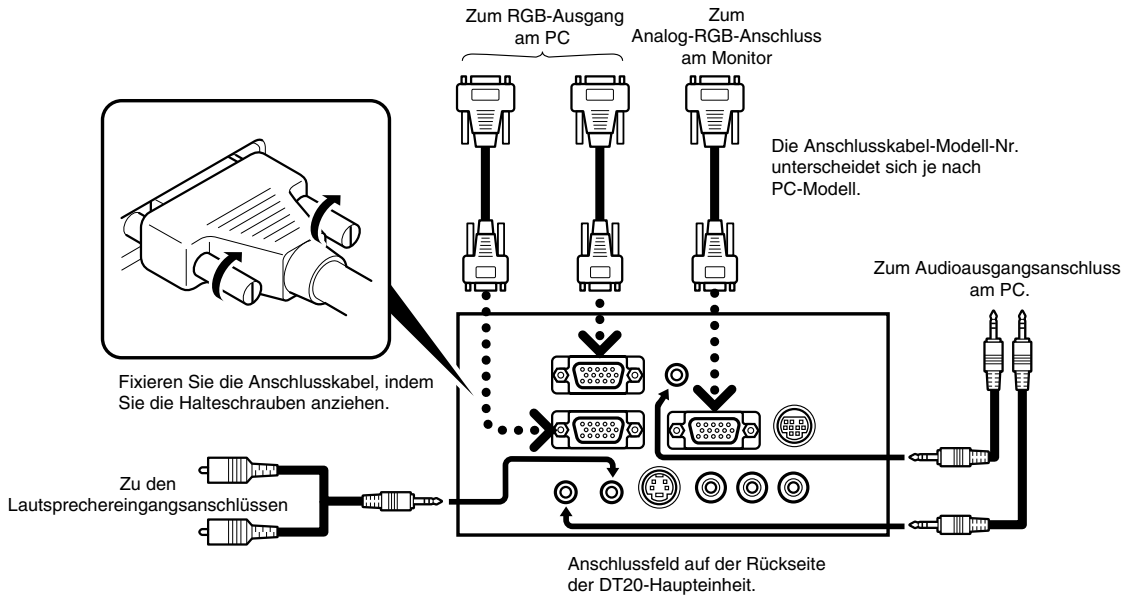 Zum RGB-Ausgang
am PC
Zum
Analog-RGB-Anschluss
am Monitor
Die Anschlusskabel-Modell-Nr.
unterscheidet sich je nach
PC-Modell.
Zum Audioausgangsanschluss
am PC.
Fixieren Sie die Anschlusskabel, indem
Sie die Halteschrauben anziehen.
Zu den
Lautsprechereingangsanschlüssen
Anschlussfeld auf der Rückseite
der DT20-Haupteinheit.